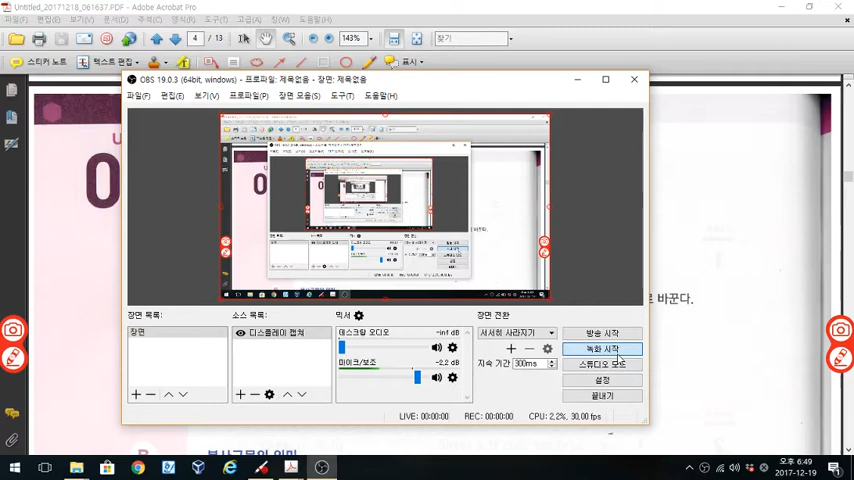 Untitled_20171218_061637.PDF - Adobe Acrobat Pro
파일(F) 편집(E) 보기(V) 문서(D) 주석(C) 양식(R) 도구(T) 고급(A) 창(W) 도움말(H)
4 / 13 143% 찾기
스티커 노트 텍스트 편집 표시
OBS 19.0.3 (64bit, windows) - 프로파일: 제목없음 - 장면: 제목없음
파일(F) 편집(E) 보기(V) 프로파일(P) 장면 모음(S) 도구(T) 도움말(H)
0
로 바꾼다.
장면 목록: 소스 목록: 믹서 장면 전환
장면 디스플레이 캡쳐 데스크탑 오디오 -inf dB 서서히 사라지기 방송 시작
마이크/보조 -2.2 dB 지속 기간 300ms 녹화 시작
스튜디오 모드
설정
끝내기
LIVE: 00:00:00 REC: 00:00:00 CPU: 2.2%, 30.00 fps
오후 6:49
2017-12-19